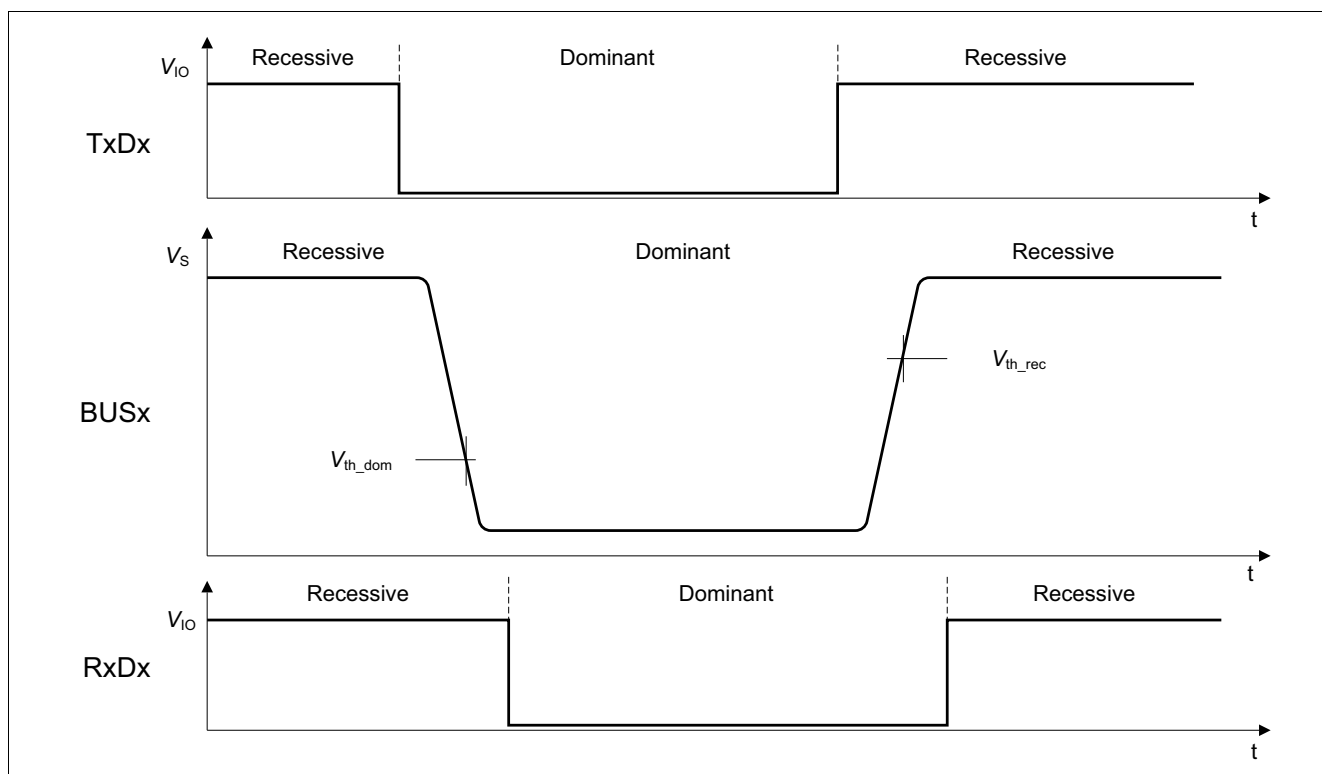 Recessive Dominant Recessive
V_IO
TxDx
t
Recessive Dominant Recessive
V_S
V_th_rec
BUSx
V_th_dom
t
Recessive Dominant Recessive
V_IO
RxDx
t